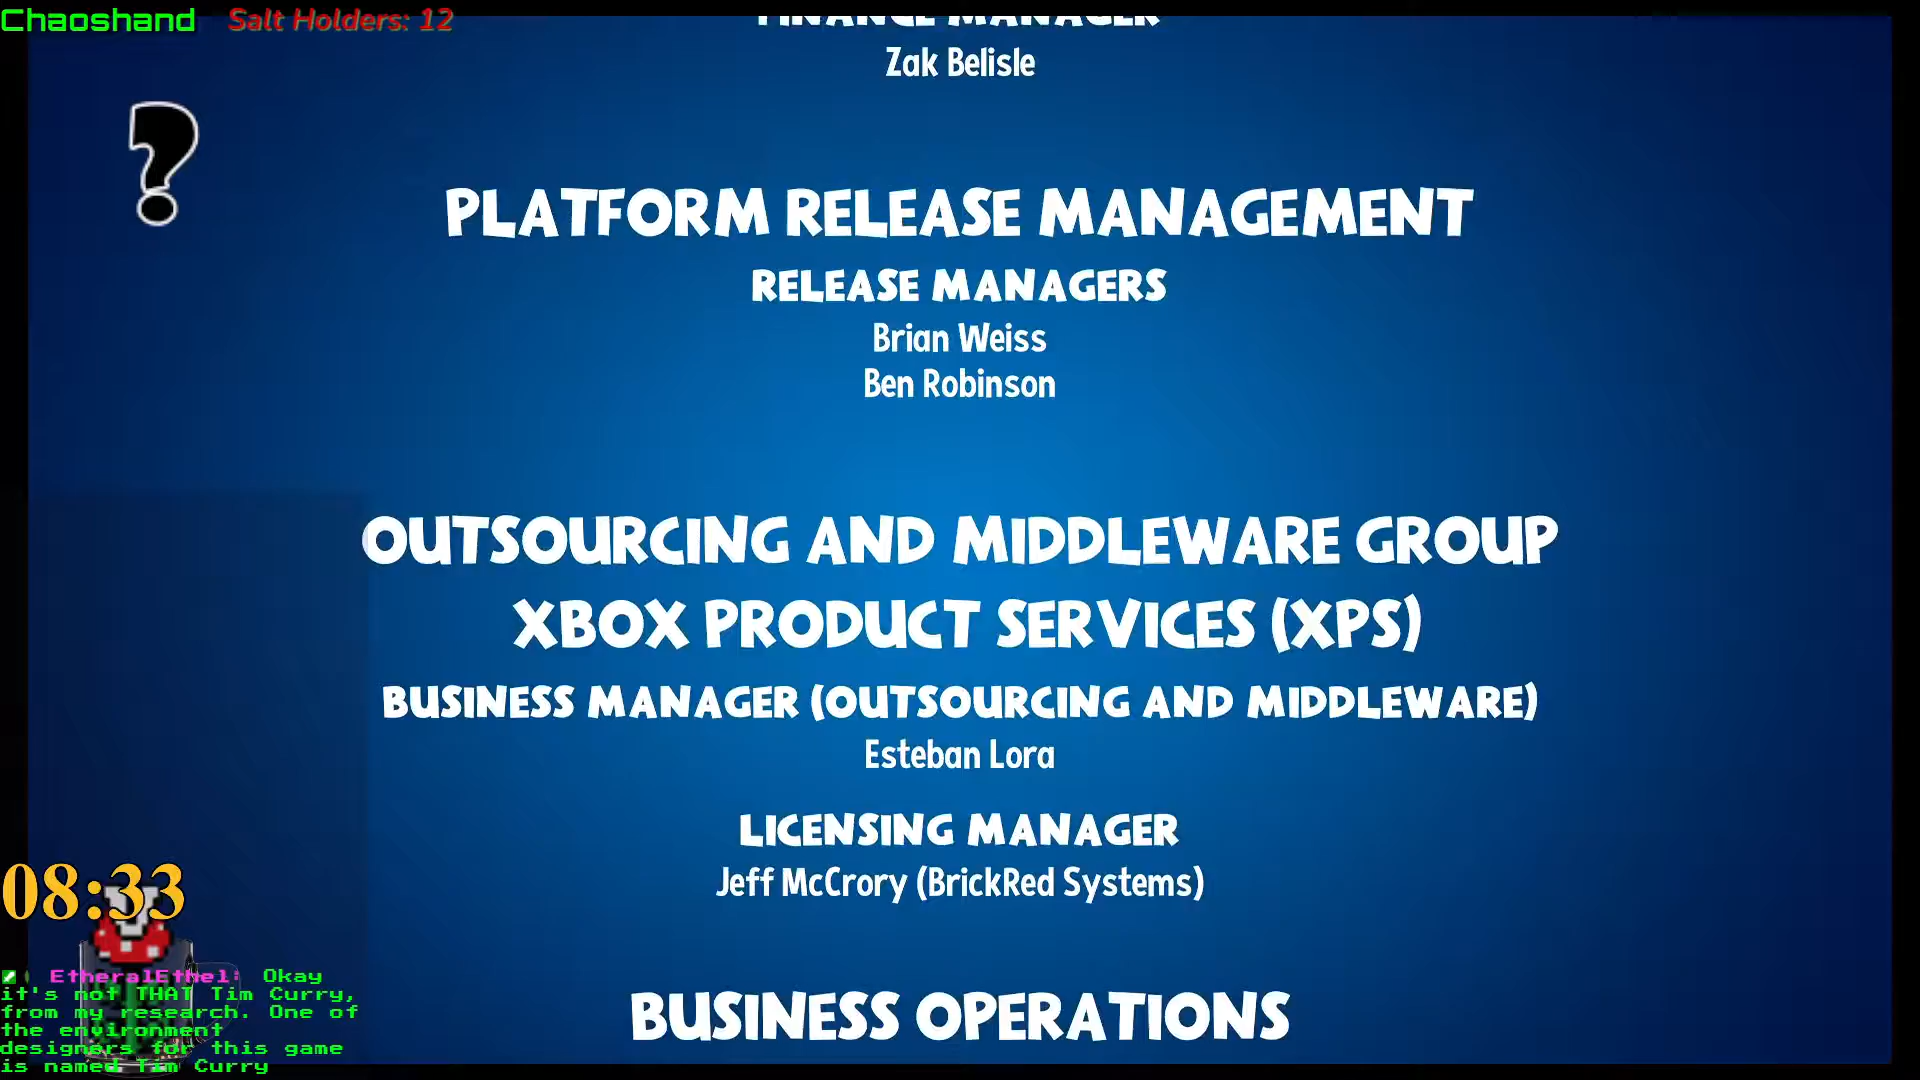 Chaoshand Salt Holders: 12
FINANCE MANAGER
Zak Belisle
?
PLATFORM RELEASE MANAGEMENT
RELEASE MANAGERS
Brian Weiss
Ben Robinson
OUTSOURCING AND MIDDLEWARE GROUP
XBOX PRODUCT SERVICES (XPS)
BUSINESS MANAGER (OUTSOURCING AND MIDDLEWARE)
Esteban Lora
LICENSING MANAGER
Jeff McCrory (BrickRed Systems)
BUSINESS OPERATIONS
08:33
EtheralEthel: Okay
it's not THAT Tim Curry,
from my research. One of
the environment
designers for this game
is named Tim Curry